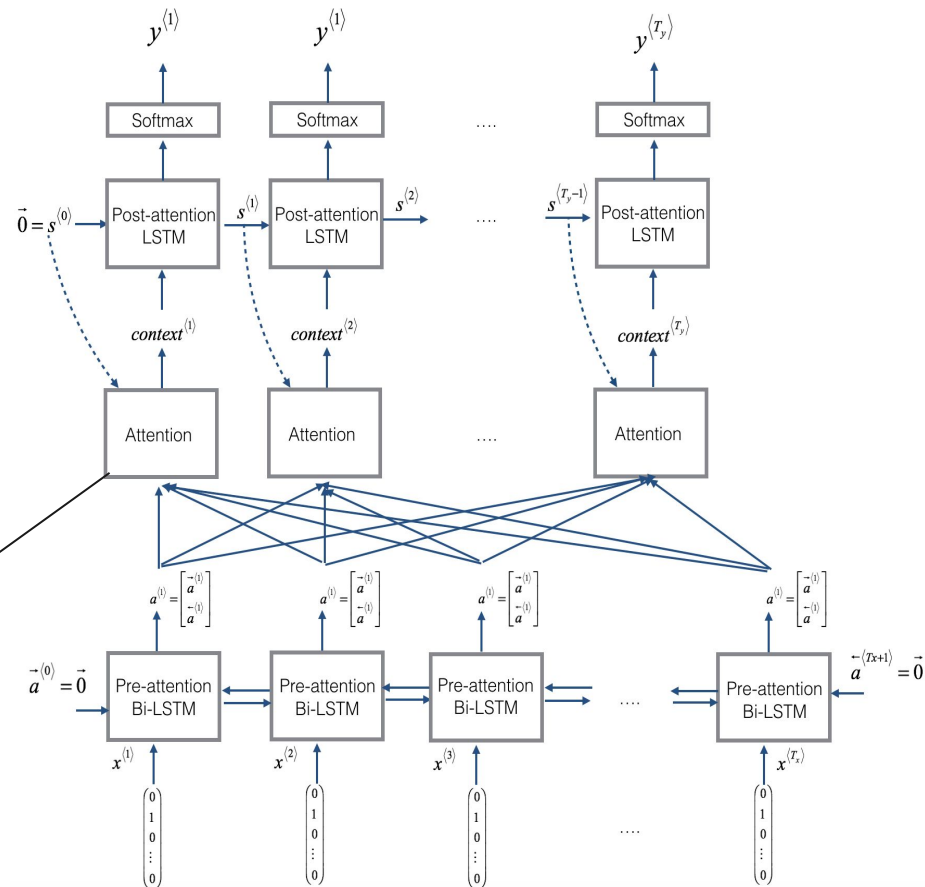 y⟨1⟩ y⟨1⟩ y⟨T_y⟩
Softmax Softmax .... Softmax
0⃗ = s⟨0⟩ Post-attention LSTM s⟨1⟩ Post-attention LSTM s⟨2⟩ .... s⟨T_y−1⟩ Post-attention LSTM
context⟨1⟩ context⟨2⟩ context⟨T_y⟩
Attention Attention .... Attention
a⟨1⟩ = [a⃗⟨1⟩ a⃖⟨1⟩] a⟨1⟩ = [a⃗⟨1⟩ a⃖⟨1⟩] a⟨1⟩ = [a⃗⟨1⟩ a⃖⟨1⟩] a⟨1⟩ = [a⃗⟨1⟩ a⃖⟨1⟩]
a⃗⟨0⟩ = 0⃗ Pre-attention Bi-LSTM Pre-attention Bi-LSTM Pre-attention Bi-LSTM .... Pre-attention Bi-LSTM a⃖⟨Tx+1⟩ = 0⃗
x⟨1⟩ x⟨2⟩ x⟨3⟩ x⟨T_x⟩
0 0 0 0
1 1 1 1
0 0 0 .... 0
⋮ ⋮ ⋮ ⋮
0 0 0 0